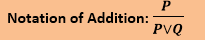 Notation of Addition: P
P∨Q